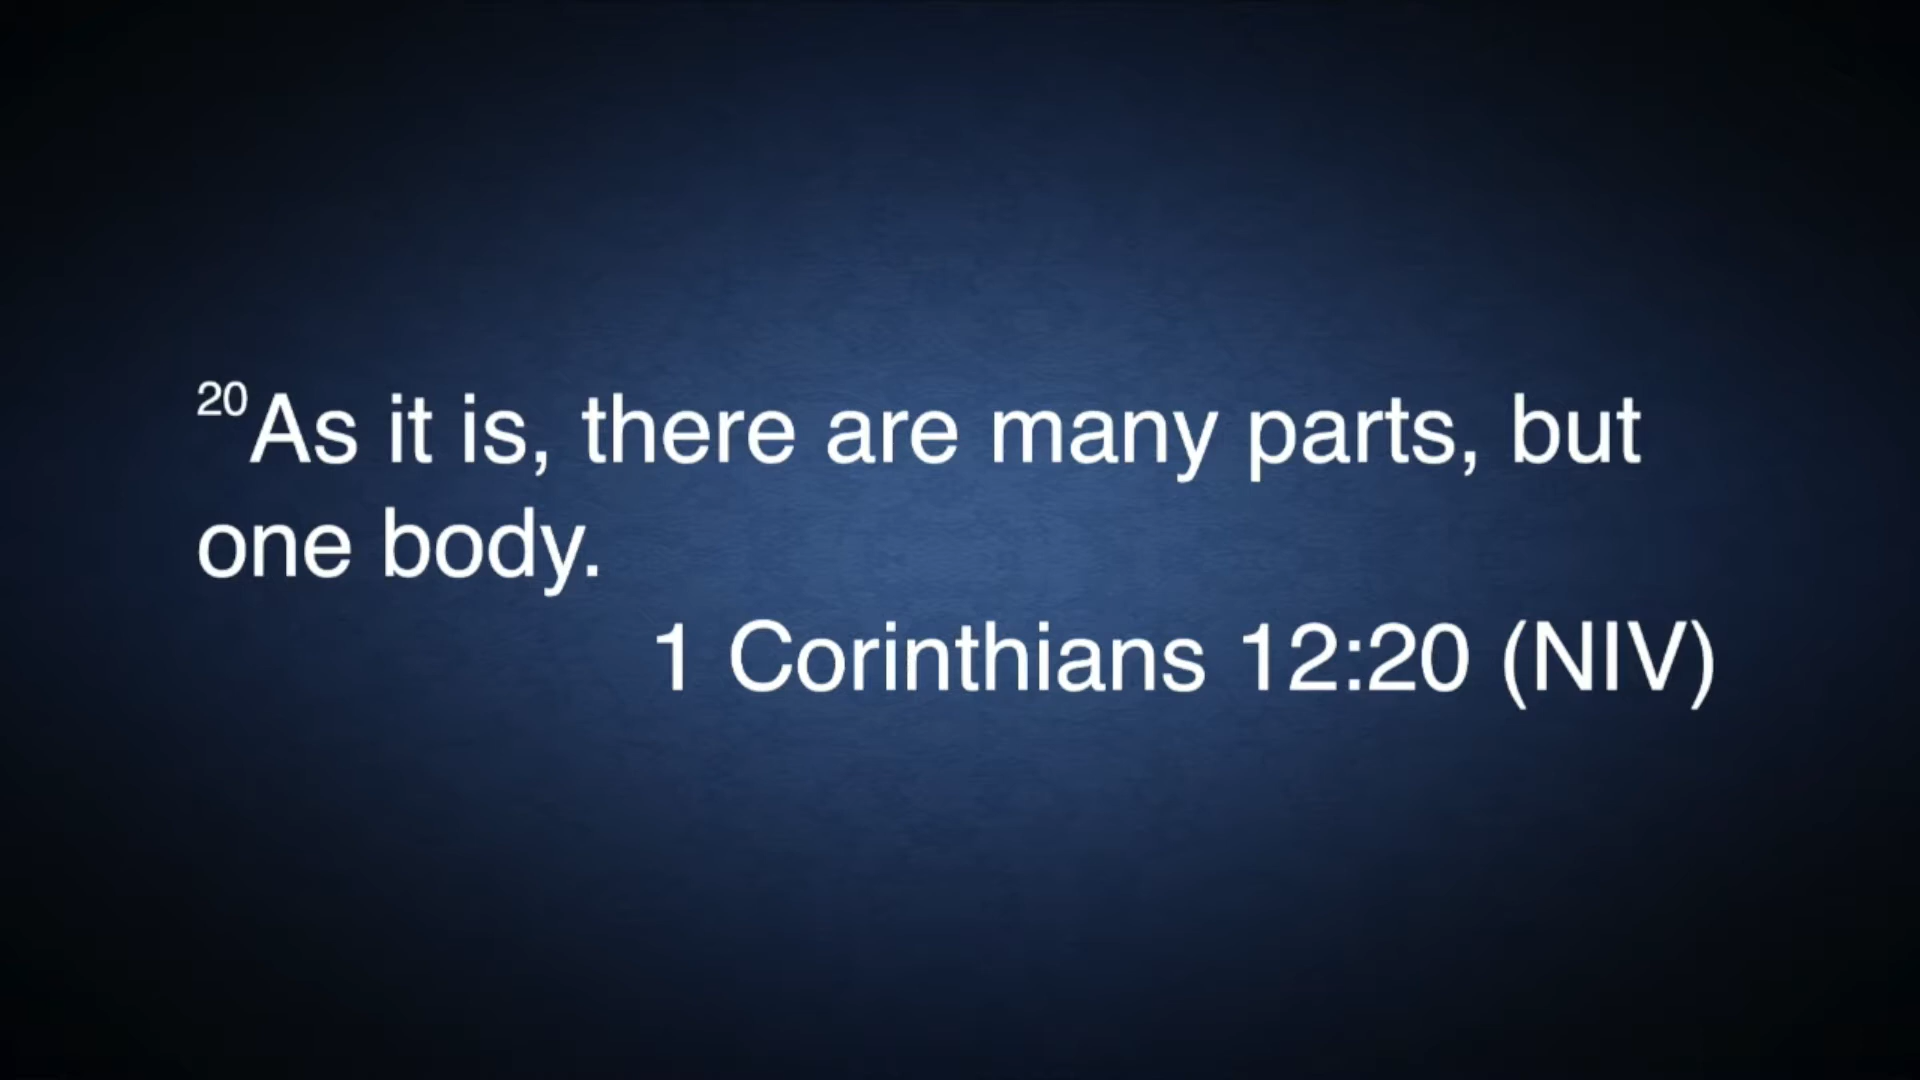 20As it is, there are many parts, but
one body.
1 Corinthians 12:20 (NIV)